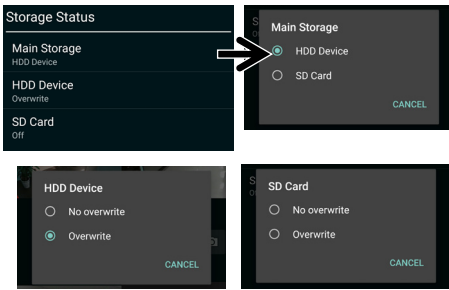 Storage Status
Main Storage
HDD Device
HDD Device
Overwrite
SD Card
Off
Main Storage
HDD Device
SD Card
CANCEL
HDD Device
No overwrite
Overwrite
CANCEL
SD Card
No overwrite
Overwrite
CANCEL